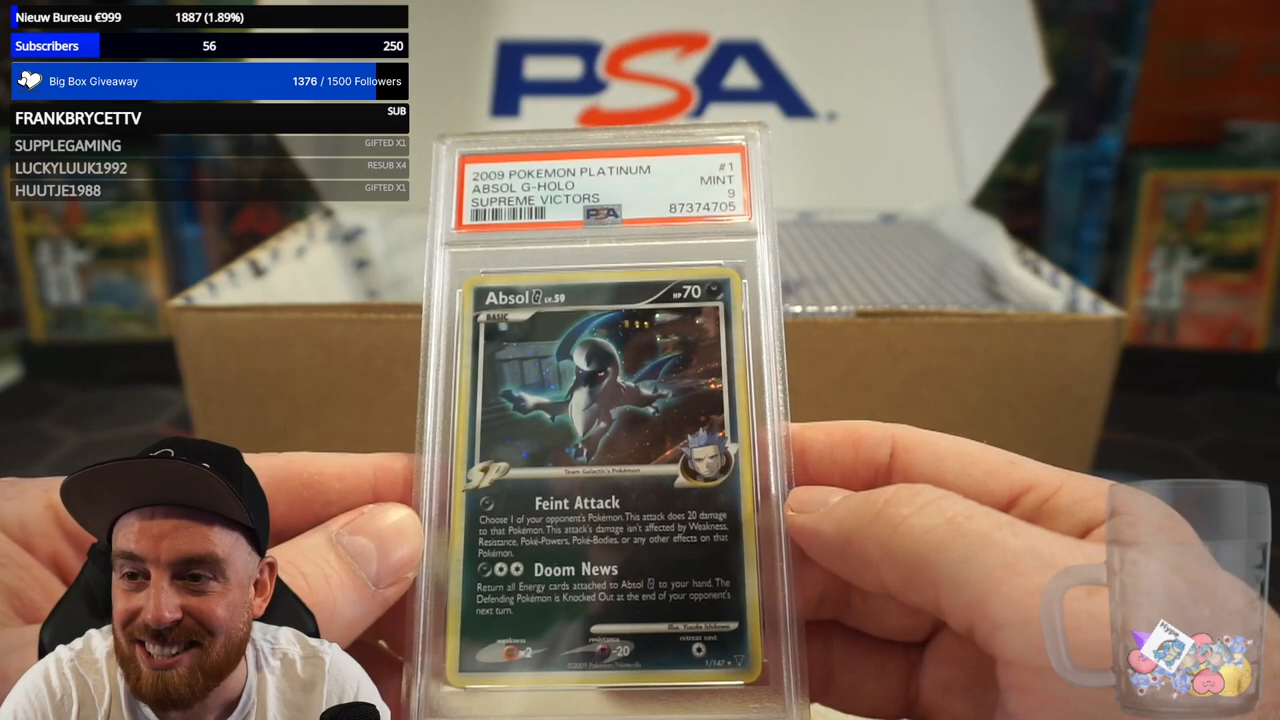 Nieuw Bureau €999 1887 (1.89%)
Subscribers 56 250
Big Box Giveaway 1376 / 1500 Followers
FRANKBRYCETTV SUB
SUPPLEGAMING GIFTED X1
LUCKYLUUK1992 RESUB X4
HUUTJE1988 GIFTED X1
PSA
2009 POKEMON PLATINUM #1
ABSOL G-HOLO MINT
SUPREME VICTORS 9
PSA 87374705
Absol G LV.59 HP 70
BASIC
SP Team Galactic's Pokémon
Feint Attack
Choose 1 of your opponent's Pokémon. This attack does 20 damage
to that Pokémon. This attack's damage isn't affected by Weakness,
Resistance, Poké-Powers, Poké-Bodies, or any other effects on that
Pokémon.
Doom News
Return all Energy cards attached to Absol G to your hand. The
Defending Pokémon is Knocked Out at the end of your opponent's
next turn.
weakness resistance retreat cost
×2 -20
©2009 Pokémon/Nintendo 1/147
Hype